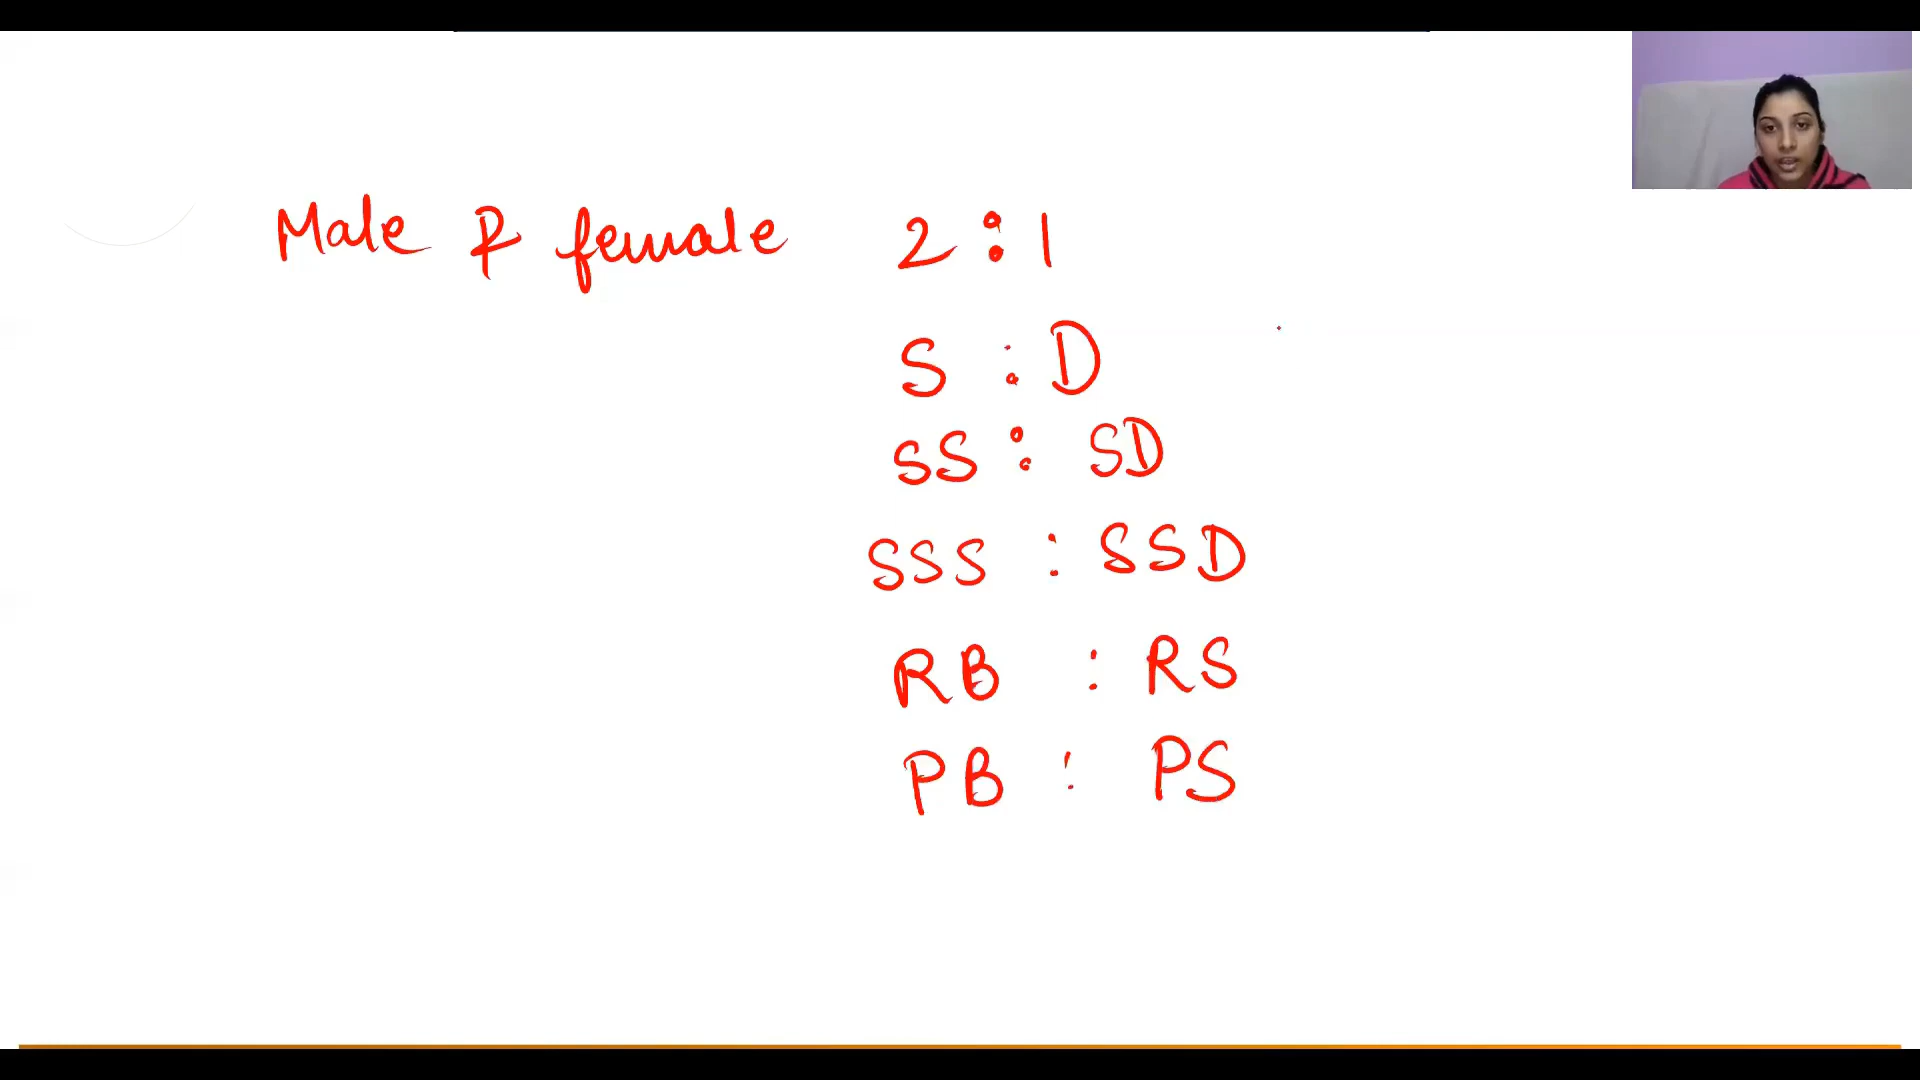 Male & female 2 : 1
S : D
SS : SD
SSS : SSD
RB : RS
PB : PS